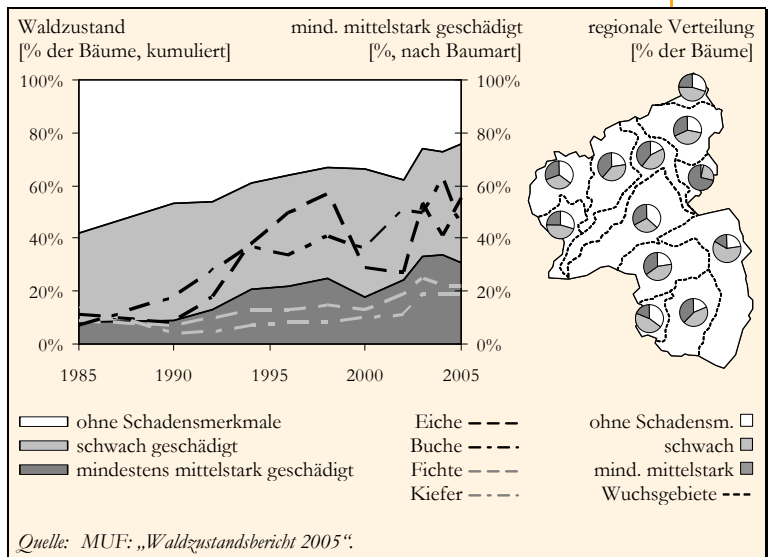 Waldzustand
[% der Bäume, kumuliert]
mind. mittelstark geschädigt
[%, nach Baumart]
regionale Verteilung
[% der Bäume]
100%
80%
60%
40%
20%
0%
100%
80%
60%
40%
20%
0%
1985 1990 1995 2000 2005
ohne Schadensmerkmale
schwach geschädigt
mindestens mittelstark geschädigt
Eiche
Buche
Fichte
Kiefer
ohne Schadensm.
schwach
mind. mittelstark
Wuchsgebiete
Quelle: MUF: „Waldzustandsbericht 2005“.